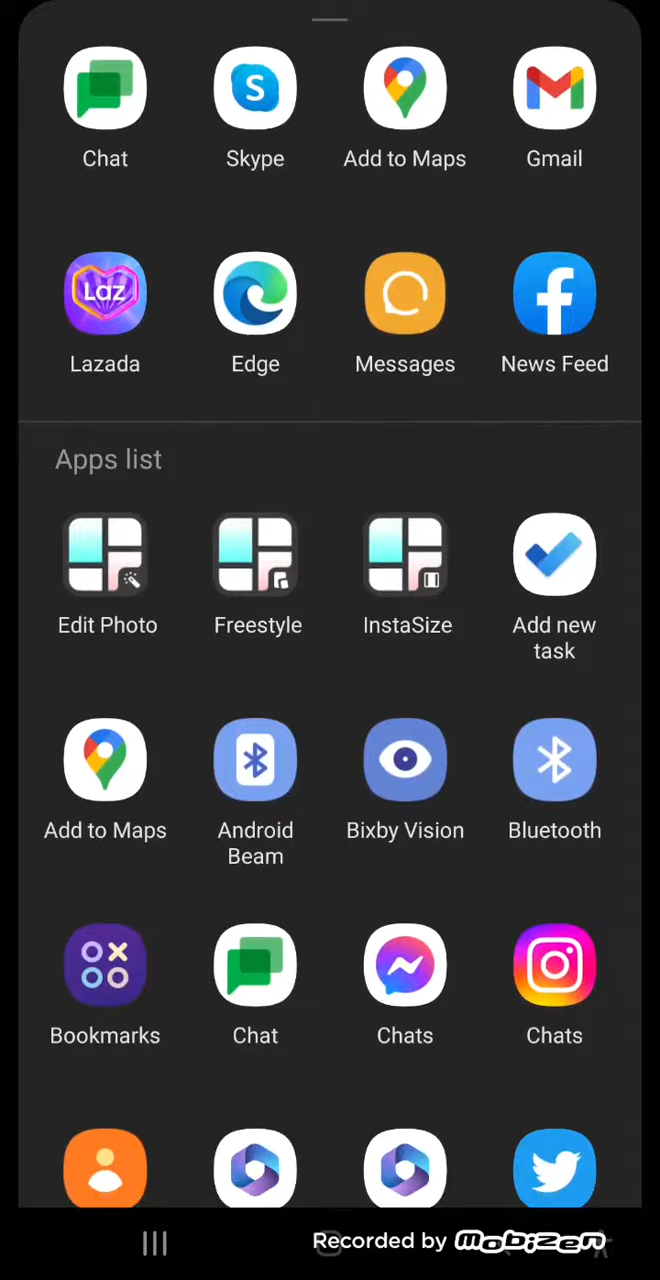 Chat Skype Add to Maps Gmail
Laz
Lazada Edge Messages News Feed
Apps list
Edit Photo Freestyle InstaSize Add new
task
Add to Maps Android Bixby Vision Bluetooth
Beam
Bookmarks Chat Chats Chats
Recorded by mobizen